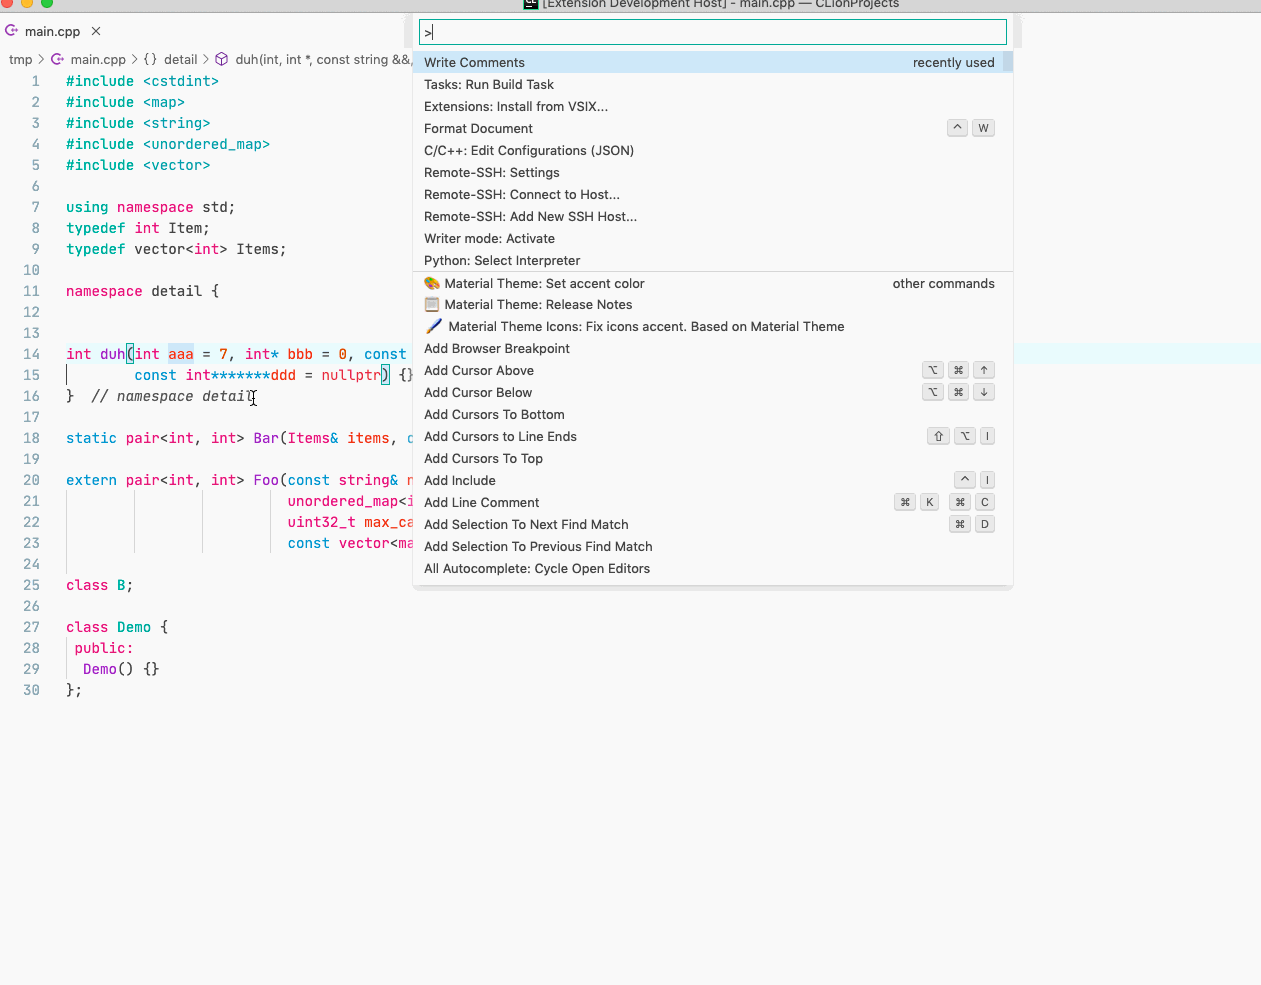 [Extension Development Host] - main.cpp — CLionProjects
main.cpp ×
tmp > main.cpp > {} detail > duh(int, int *, const string &&,
1 #include <cstdint>
2 #include <map>
3 #include <string>
4 #include <unordered_map>
5 #include <vector>
6
7 using namespace std;
8 typedef int Item;
9 typedef vector<int> Items;
10
11 namespace detail {
12
13
14 int duh(int aaa = 7, int* bbb = 0, const
15 const int*******ddd = nullptr) {}
16 } // namespace detail
17
18 static pair<int, int> Bar(Items& items,
19
20 extern pair<int, int> Foo(const string&
21 unordered_map<i
22 uint32_t max_ca
23 const vector<ma
24
25 class B;
26
27 class Demo {
28 public:
29 Demo() {}
30 };
>
Write Comments recently used
Tasks: Run Build Task
Extensions: Install from VSIX...
Format Document ^ W
C/C++: Edit Configurations (JSON)
Remote-SSH: Settings
Remote-SSH: Connect to Host...
Remote-SSH: Add New SSH Host...
Writer mode: Activate
Python: Select Interpreter
Material Theme: Set accent color other commands
Material Theme: Release Notes
Material Theme Icons: Fix icons accent. Based on Material Theme
Add Browser Breakpoint
Add Cursor Above ⌥ ⌘ ↑
Add Cursor Below ⌥ ⌘ ↓
Add Cursors To Bottom
Add Cursors to Line Ends ⇧ ⌥ I
Add Cursors To Top
Add Include ^ I
Add Line Comment ⌘ K ⌘ C
Add Selection To Next Find Match ⌘ D
Add Selection To Previous Find Match
All Autocomplete: Cycle Open Editors